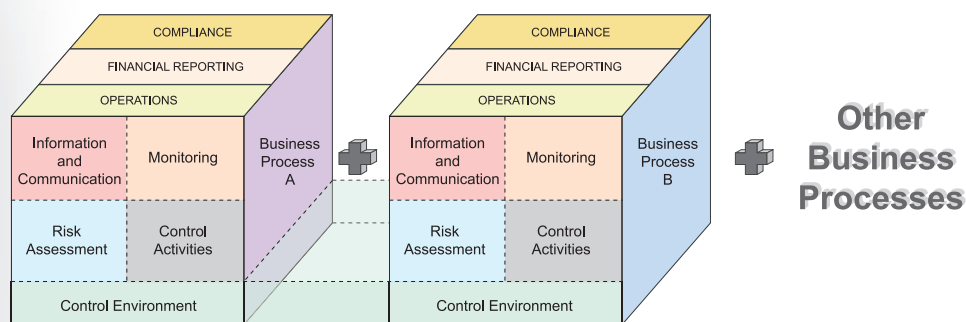 COMPLIANCE
FINANCIAL REPORTING
OPERATIONS
Information
and
Communication
Monitoring
Business
Process
A
Risk
Assessment
Control
Activities
Control Environment
COMPLIANCE
FINANCIAL REPORTING
OPERATIONS
Information
and
Communication
Monitoring
Business
Process
B
Risk
Assessment
Control
Activities
Control Environment
Other
Business
Processes